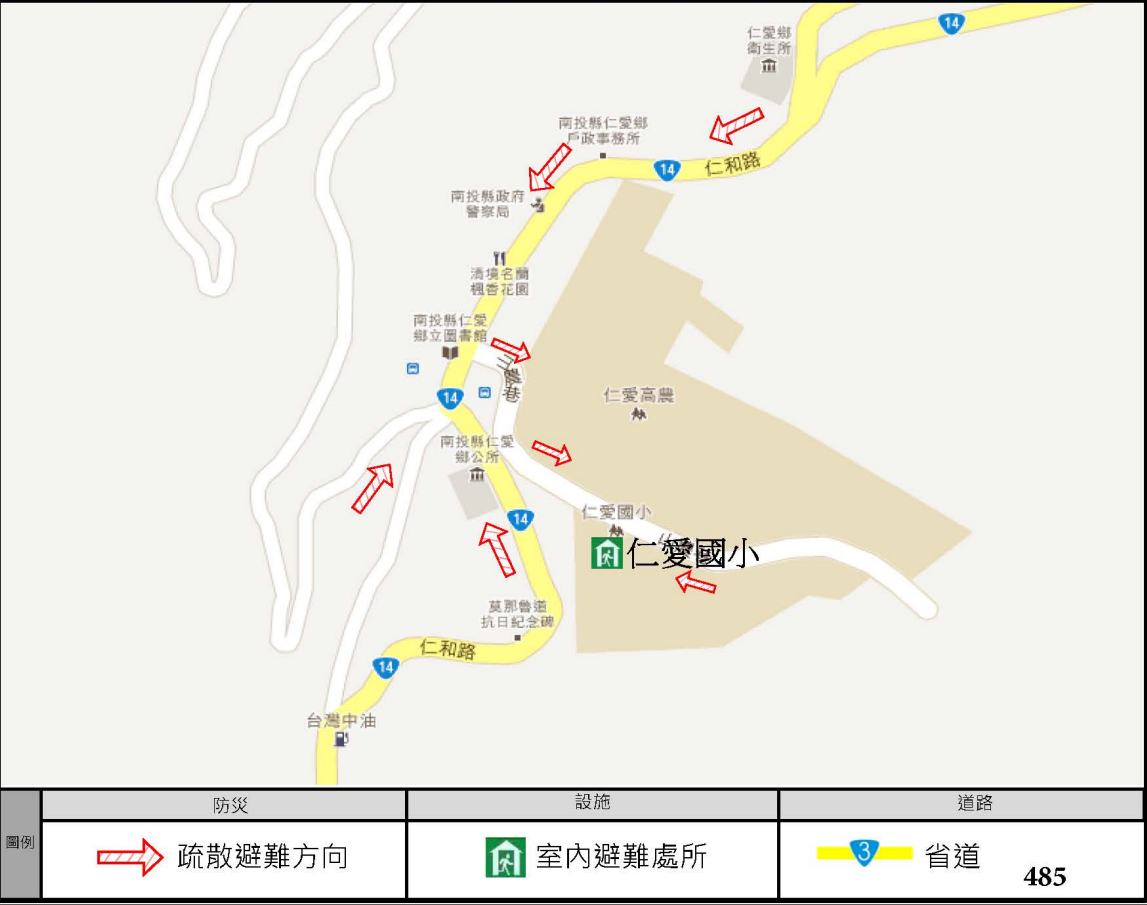 14
仁愛鄉
衛生所
南投縣仁愛鄉
戶政事務所
14
仁和路
南投縣政府
警察局
清境名蘭
楓香花園
南投縣仁愛
鄉立圖書館
巷
14
仁愛高農
南投縣仁愛
鄉公所
14
仁愛國小
仁愛國小
莫那魯道
抗日紀念碑
仁和路
14
台灣中油
圖例
防災
設施
道路
疏散避難方向
室內避難處所
3
省道
485